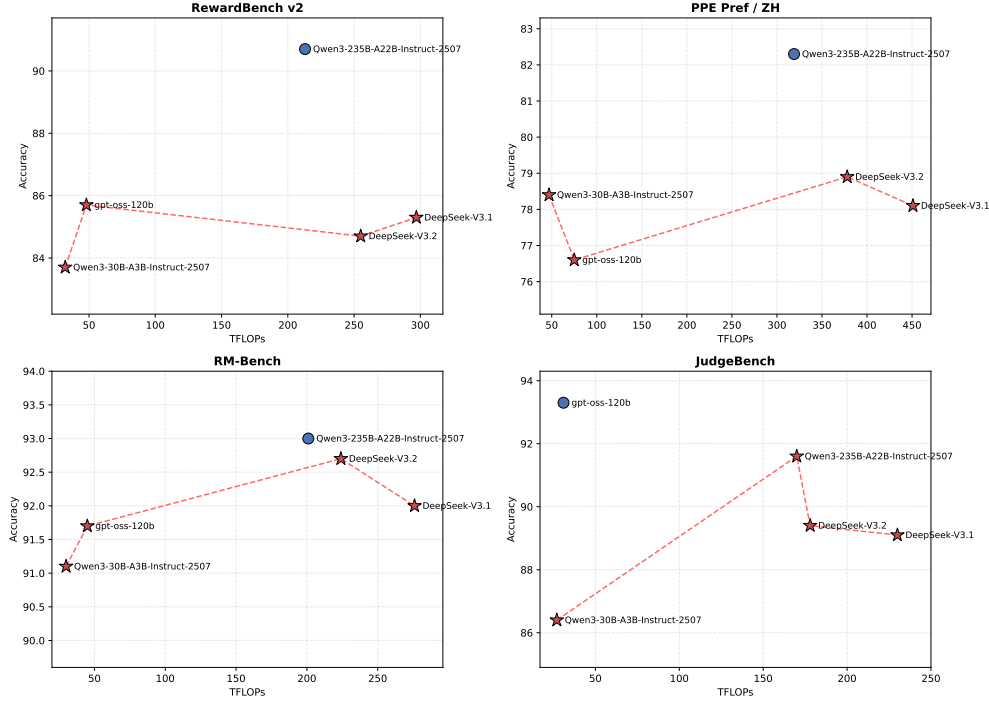 RewardBench v2
Accuracy
90
88
86
84
Qwen3-235B-A22B-Instruct-2507
gpt-oss-120b
DeepSeek-V3.1
DeepSeek-V3.2
Qwen3-30B-A3B-Instruct-2507
50 100 150 200 250 300
TFLOPs
PPE Pref / ZH
Accuracy
83
82
81
80
79
78
77
76
Qwen3-235B-A22B-Instruct-2507
DeepSeek-V3.2
Qwen3-30B-A3B-Instruct-2507
DeepSeek-V3.1
gpt-oss-120b
50 100 150 200 250 300 350 400 450
TFLOPs
RM-Bench
Accuracy
94.0
93.5
93.0
92.5
92.0
91.5
91.0
90.5
90.0
Qwen3-235B-A22B-Instruct-2507
DeepSeek-V3.2
DeepSeek-V3.1
gpt-oss-120b
Qwen3-30B-A3B-Instruct-2507
50 100 150 200 250
TFLOPs
JudgeBench
Accuracy
94
92
90
88
86
gpt-oss-120b
Qwen3-235B-A22B-Instruct-2507
DeepSeek-V3.2
DeepSeek-V3.1
Qwen3-30B-A3B-Instruct-2507
50 100 150 200 250
TFLOPs